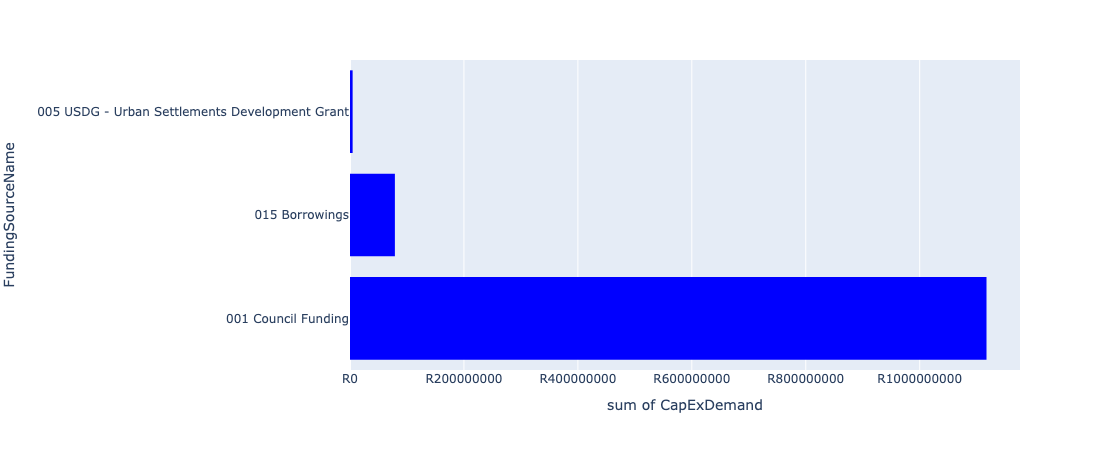 005 USDG - Urban Settlements Development Grant
015 Borrowings
001 Council Funding
FundingSourceName
R0 R200000000 R400000000 R600000000 R800000000 R1000000000
sum of CapExDemand